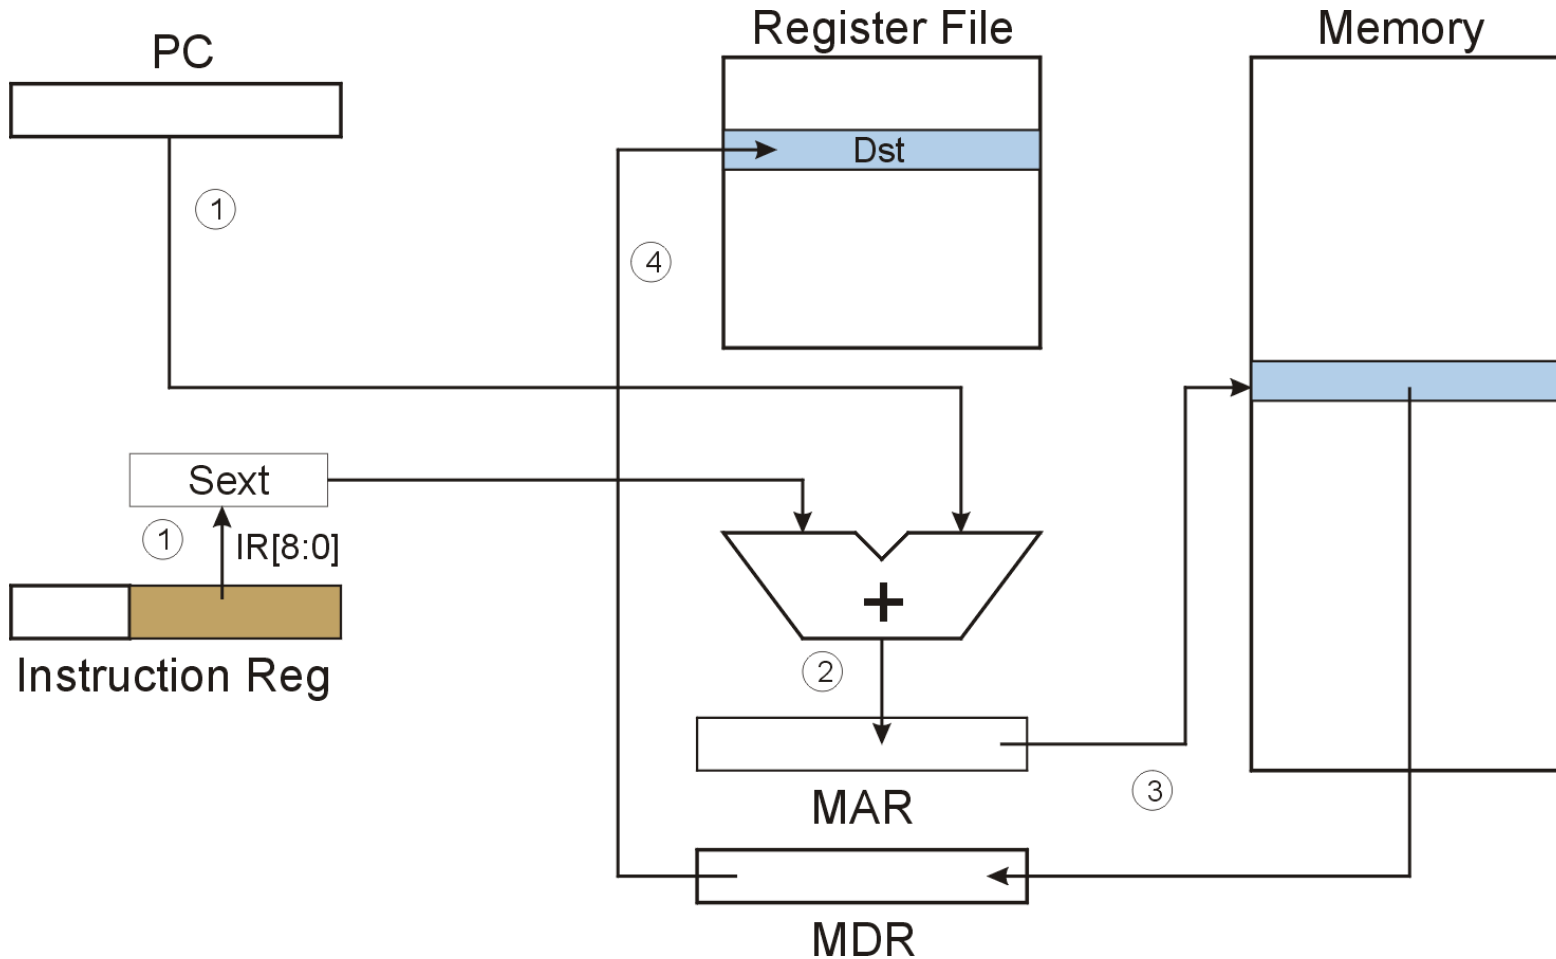 PC
Register File
Memory
Dst
1
4
Sext
1
IR[8:0]
+
Instruction Reg
2
MAR
3
MDR